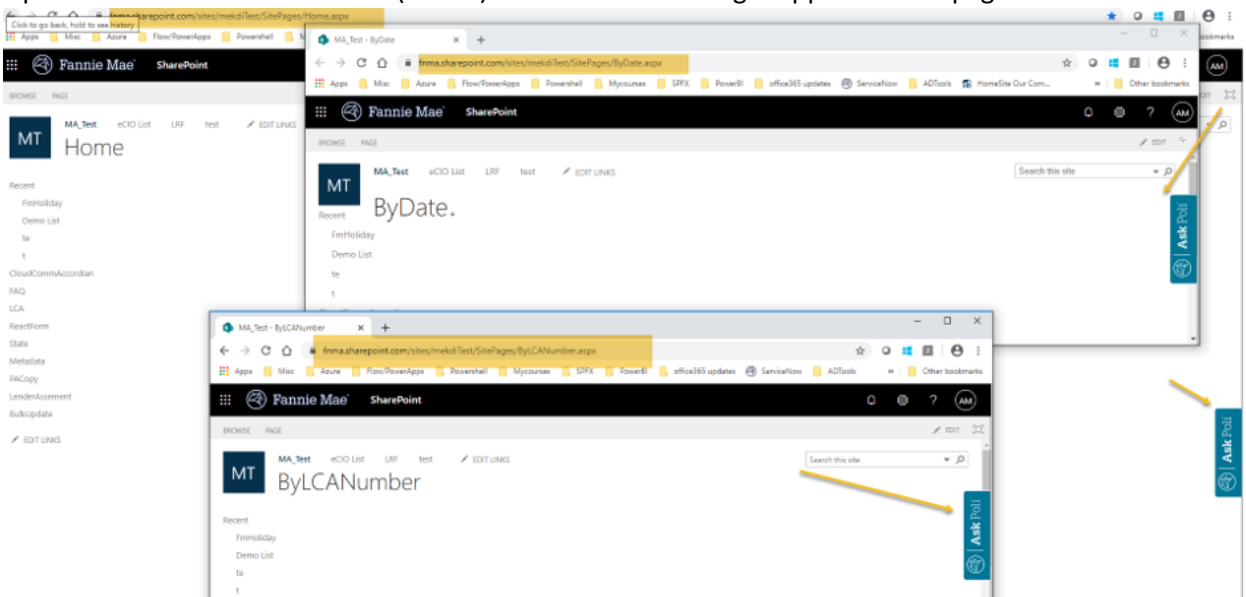 fnma.sharepoint.com/sites/mekdiTest/SitePages/Home.aspx
Click to go back, hold to see history
Apps Misc Azure Flow/PowerApps Powershell
Fannie Mae SharePoint
BROWSE PAGE
MT
MA_Test eCIO List LRF test EDIT LINKS
Home
Recent
FmHoliday
Demo List
te
t
CloudCommAccordian
FAQ
LCA
ReactForm
State
Metadata
PACopy
LenderAssement
BulkUpdate
EDIT LINKS
AM
Ask Poli
MA_Test - ByDate
fnma.sharepoint.com/sites/mekdiTest/SitePages/ByDate.aspx
Apps Misc Azure Flow/PowerApps Powershell Mycourses SPFX PowerBI office365 updates ServiceNow ADTools HomeSite Our Com... » Other bookmarks
Fannie Mae SharePoint ? AM
BROWSE PAGE EDIT
MT
MA_Test eCIO List LRF test EDIT LINKS Search this site
ByDate.
Recent
FmHoliday
Demo List
te
t
Ask Poli
MA_Test - ByLCANumber
fnma.sharepoint.com/sites/mekdiTest/SitePages/ByLCANumber.aspx
Apps Misc Azure Flow/PowerApps Powershell Mycourses SPFX PowerBI office365 updates ServiceNow ADTools » Other bookmarks
Fannie Mae SharePoint ? AM
BROWSE PAGE EDIT
MT
MA_Test eCIO List LRF test EDIT LINKS Search this site
ByLCANumber
Recent
FmHoliday
Demo List
te
t
Ask Poli